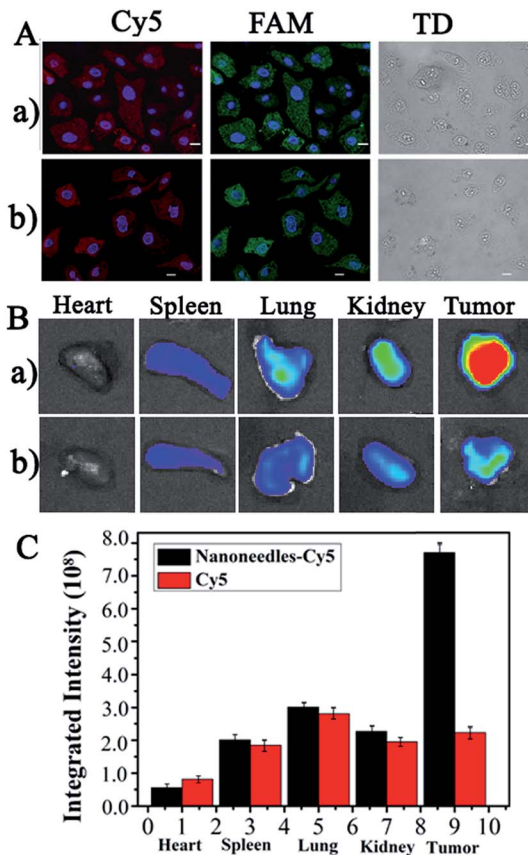 A
Cy5 FAM TD
a)
b)
B
Heart Spleen Lung Kidney Tumor
a)
b)
C
Integrated Intensity (10⁸)
8.0
7.0
6.0
5.0
4.0
3.0
2.0
1.0
0.0
Nanoneedles-Cy5
Cy5
0 1 2 3 4 5 6 7 8 9 10
Heart Spleen Lung Kidney Tumor